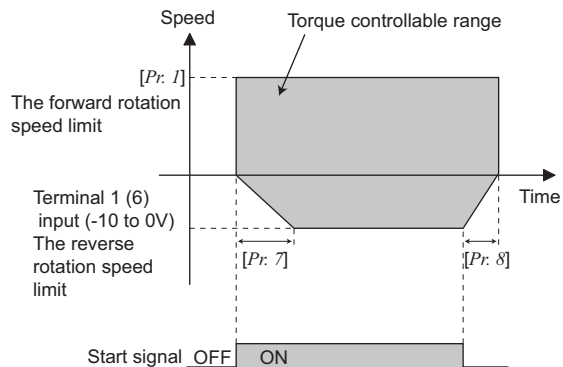 Speed
Torque controllable range
[Pr. 1]
The forward rotation
speed limit
Time
Terminal 1 (6)
input (-10 to 0V)
The reverse
rotation speed
limit
[Pr. 7]
[Pr. 8]
Start signal OFF ON